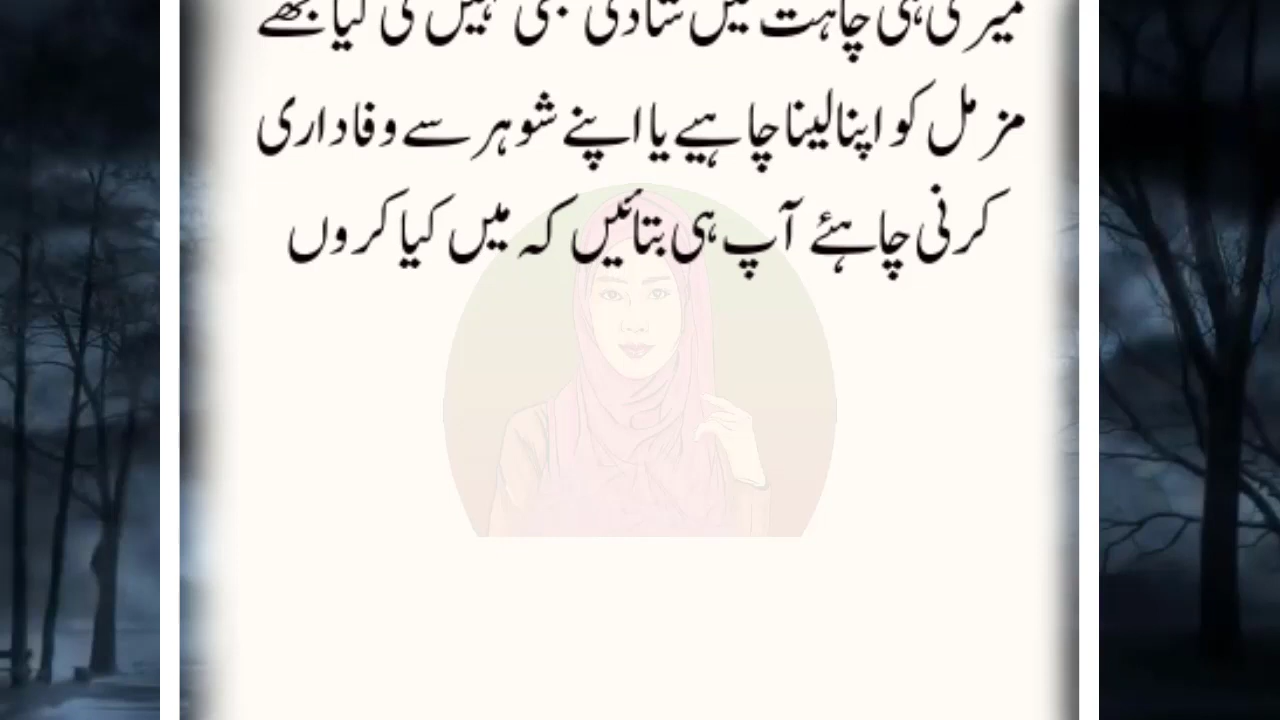 میری ہی چاہت میں شادی بھی نہیں کی کیا مجھے
مزمل کو اپنا لینا چاہیے یا اپنے شوہر سے وفاداری
کرنی چاہئے آپ ہی بتائیں کہ میں کیا کروں